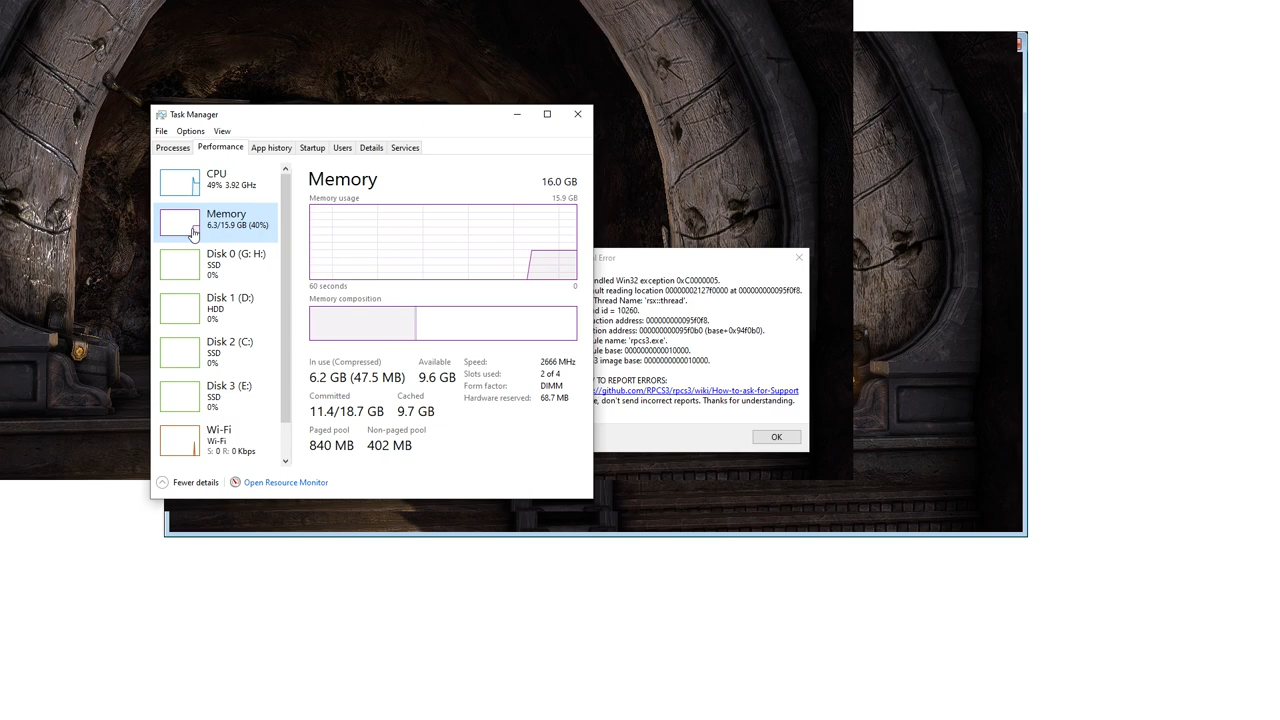 Task Manager
File Options View
Processes Performance App history Startup Users Details Services
CPU
49% 3.92 GHz
Memory
6.3/15.9 GB (40%)
Disk 0 (G: H:)
SSD
0%
Disk 1 (D:)
HDD
0%
Disk 2 (C:)
SSD
0%
Disk 3 (E:)
SSD
0%
Wi-Fi
Wi-Fi
S: 0 R: 0 Kbps
Memory 16.0 GB
Memory usage 15.9 GB
60 seconds 0
Memory composition
In use (Compressed) Available
6.2 GB (47.5 MB) 9.6 GB
Committed Cached
11.4/18.7 GB 9.7 GB
Paged pool Non-paged pool
840 MB 402 MB
Speed: 2666 MHz
Slots used: 2 of 4
Form factor: DIMM
Hardware reserved: 68.7 MB
Fewer details Open Resource Monitor
Error
ndled Win32 exception 0xC0000005.
ult reading location 00000002127f0000 at 000000000095f0f8.
Thread Name: 'rsx::thread'.
id = 10260.
ction address: 000000000095f0f8.
tion address: 000000000095f0b0 (base+0x94f0b0).
ule name: 'rpcs3.exe'.
ule base: 0000000000010000.
3 image base: 0000000000010000.
TO REPORT ERRORS:
://github.com/RPCS3/rpcs3/wiki/How-to-ask-for-Support
e, don't send incorrect reports. Thanks for understanding.
OK